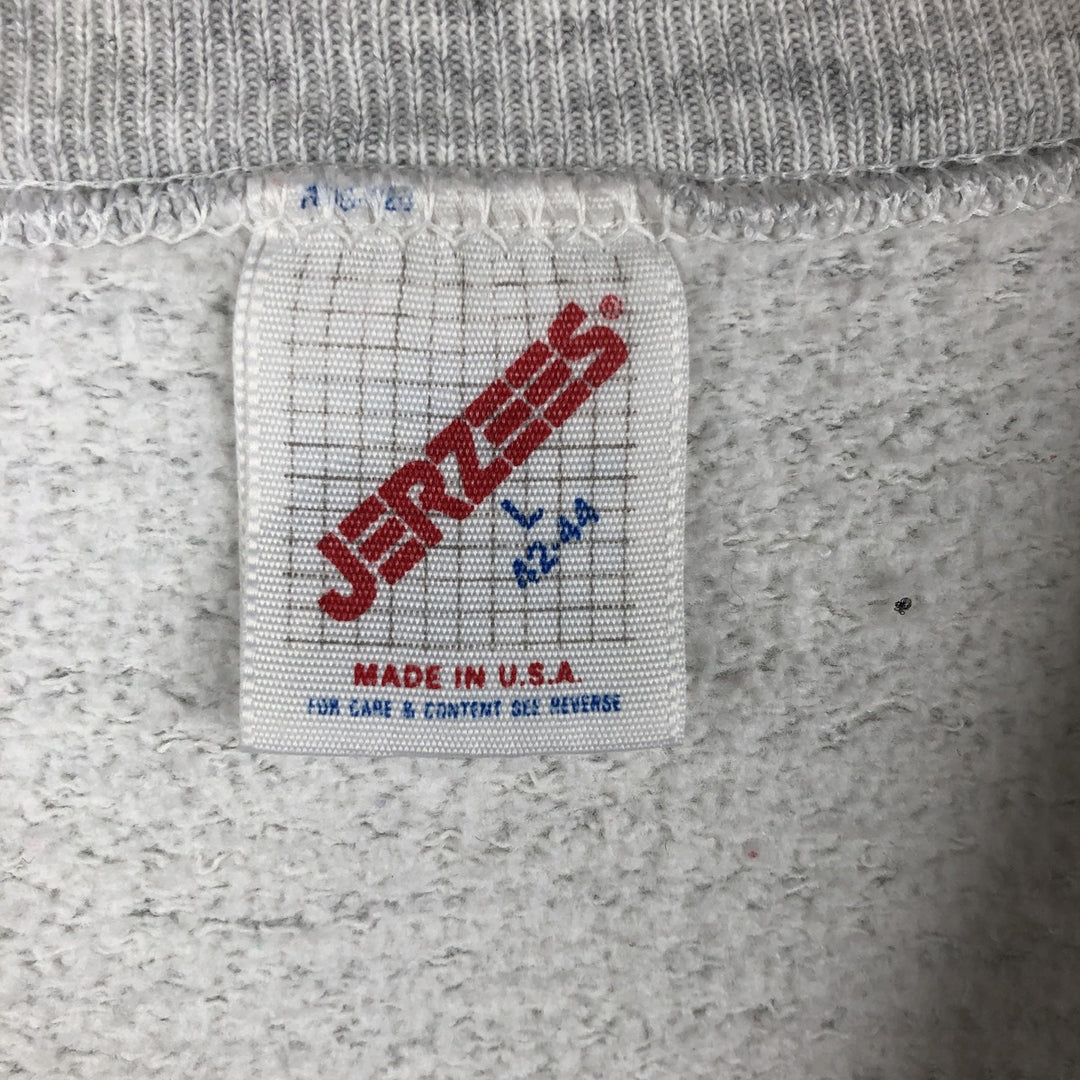 JERZEES®
L
42-44
MADE IN U.S.A.
FOR CARE & CONTENT SEE REVERSE